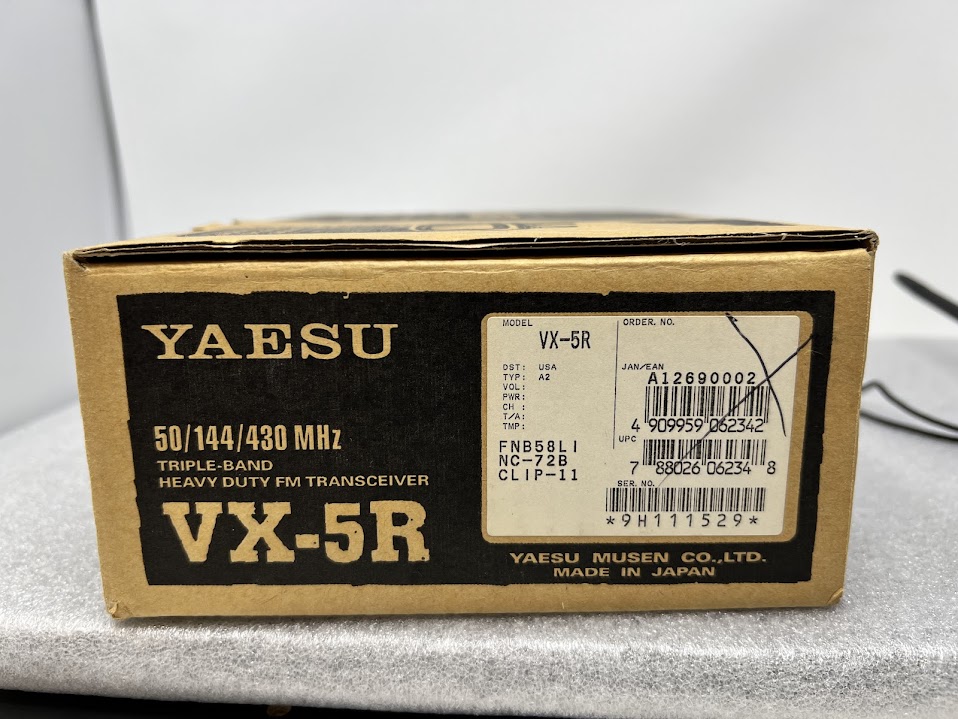 YAESU
50/144/430 MHz
TRIPLE-BAND
HEAVY DUTY FM TRANSCEIVER
VX-5R
MODEL
VX-5R
ORDER. NO.
DST: USA
TYP: A2
VOL:
PWR:
CH :
T/A:
TMP:
FNB58LI
NC-72B
CLIP-11
JAN/EAN
A12690002
4 909959 062342
UPC
7 88026 06234 8
SER. NO.
*9H111529*
YAESU MUSEN CO.,LTD.
MADE IN JAPAN